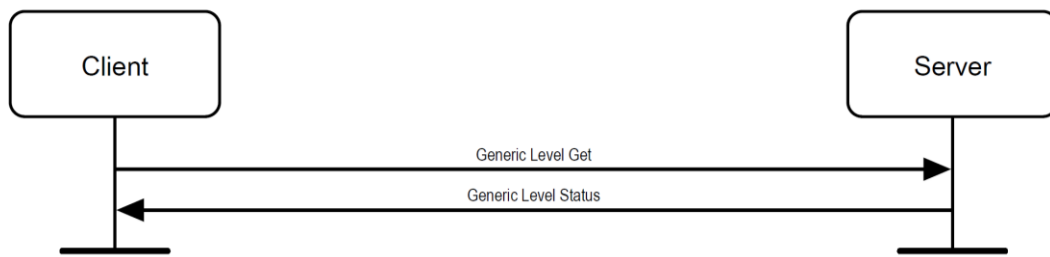 Client
Server
Generic Level Get
Generic Level Status